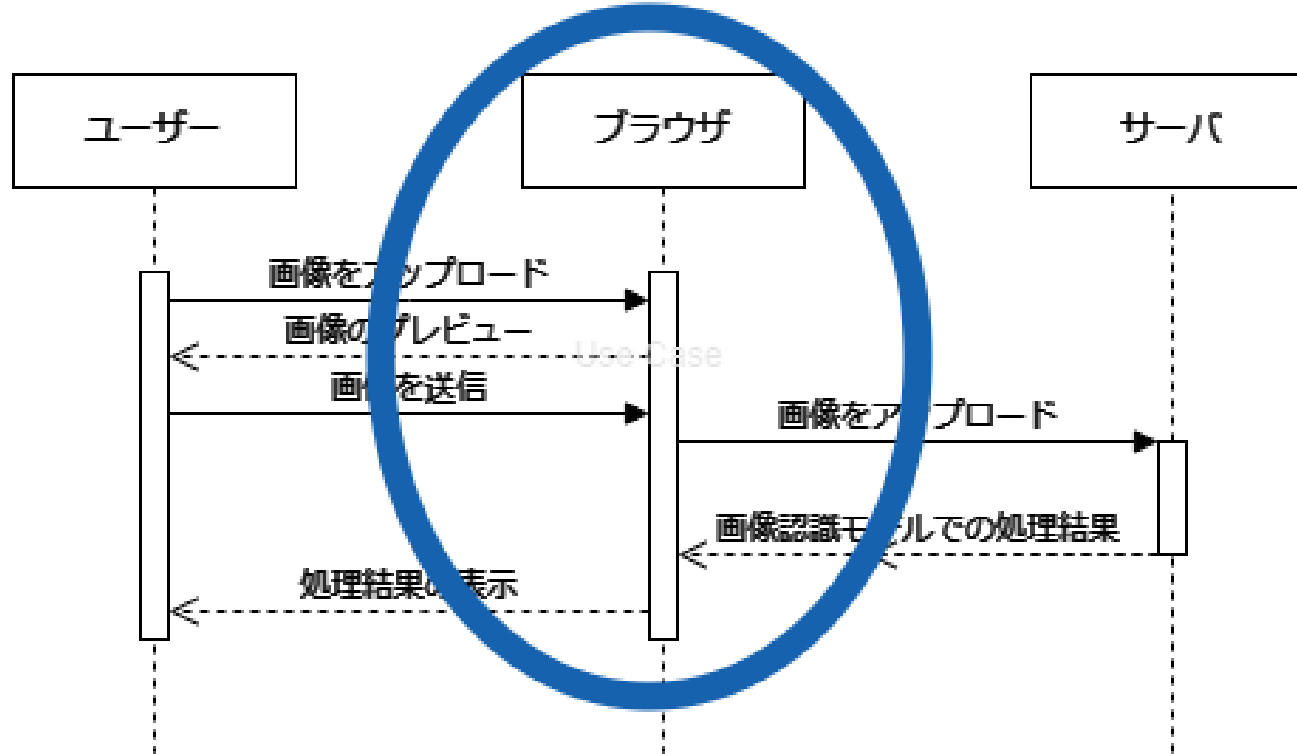 ユーザー
ブラウザ
サーバ
画像をアップロード
画像のプレビュー
Use Case
画像を送信
画像をアップロード
画像認識モデルでの処理結果
処理結果の表示